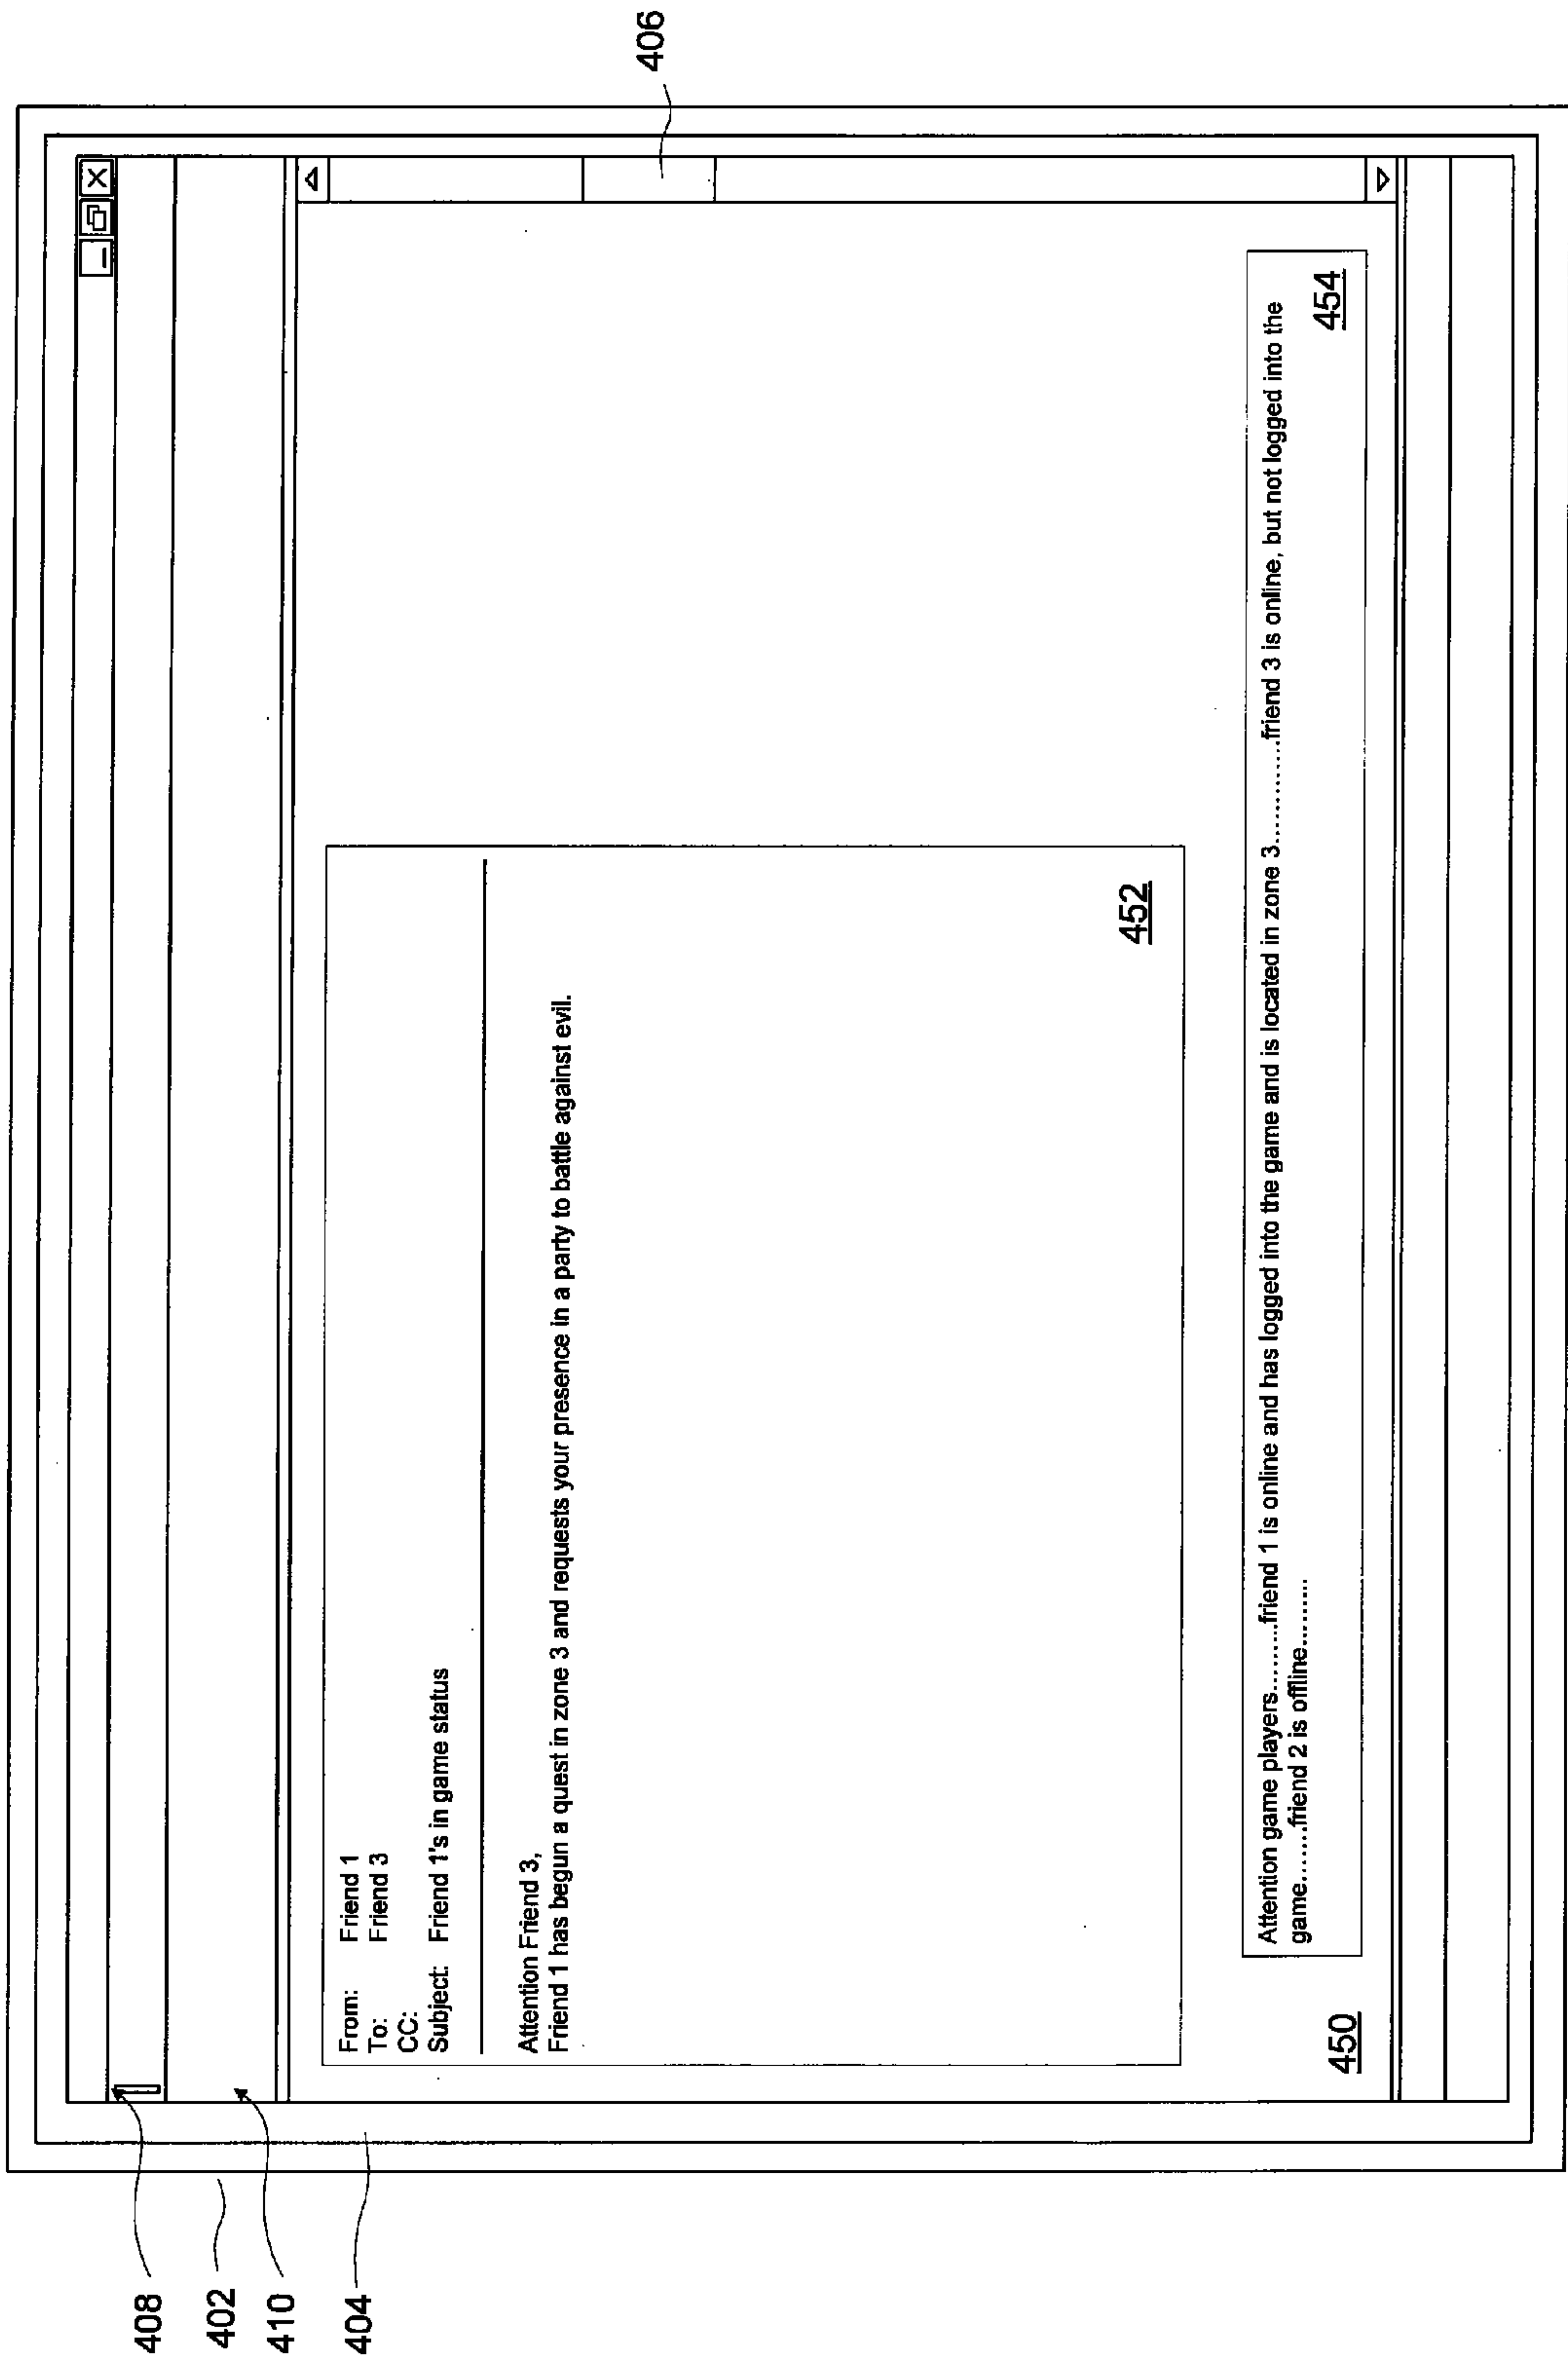 408
402
410
404
406
From: Friend 1
To: Friend 3
CC:
Subject: Friend 1's in game status
Attention Friend 3,
Friend 1 has begun a quest in zone 3 and requests your presence in a party to battle against evil.
452
Attention game players.........friend 1 is online and has logged into the game and is located in zone 3............friend 3 is online, but not logged into the
game.......friend 2 is offline........
454
450